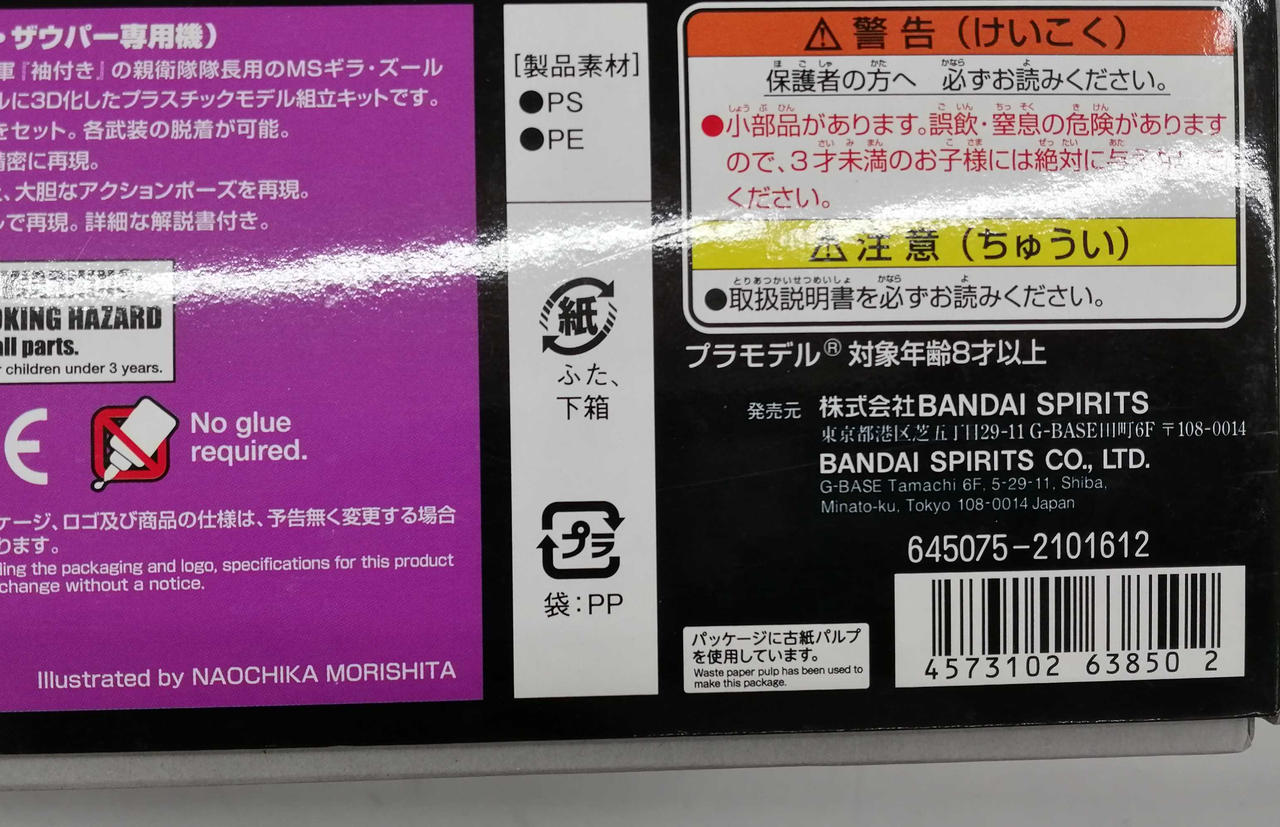 ・ザウパー専用機）
軍『袖付き』の親衛隊隊長用のMSギラ・ズール
ルに3D化したプラスチックモデル組立キットです。
をセット。各武装の脱着が可能。
精密に再現。
、大胆なアクションポーズを再現。
で再現。詳細な解説書付き。
OKING HAZARD
all parts.
children under 3 years.
CE
No glue
required.
ケージ、ロゴ及び商品の仕様は、予告無く変更する場合
ります。
ding the packaging and logo, specifications for this product
change without a notice.
Illustrated by NAOCHIKA MORISHITA
[製品素材]
●PS
●PE
紙
ふた、
下箱
プラ
袋：PP
警告（けいこく）
保護者の方へ　必ずお読みください。
●小部品があります。誤飲・窒息の危険があります
ので、3才未満のお子様には絶対に
ください。
注意（ちゅうい）
●取扱説明書を必ずお読みください。
プラモデル® 対象年齢8才以上
発売元 株式会社BANDAI SPIRITS
東京都港区芝五丁目29-11 G-BASE田町6F 〒108-0014
BANDAI SPIRITS CO., LTD.
G-BASE Tamachi 6F, 5-29-11, Shiba,
Minato-ku, Tokyo 108-0014 Japan
645075-2101612
パッケージに古紙パルプ
を使用しています。
Waste paper pulp has been used to
make this package.
4573102 63850 2